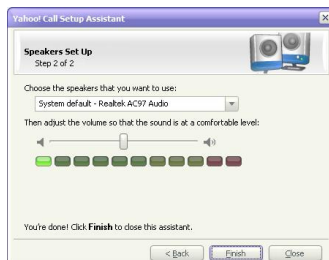 Yahoo! Call Setup Assistant
Speakers Set Up
Step 2 of 2
Choose the speakers that you want to use:
System default - Realtek AC97 Audio
Then adjust the volume so that the sound is at a comfortable level:
You're done! Click Finish to close this assistant.
< Back Finish Close